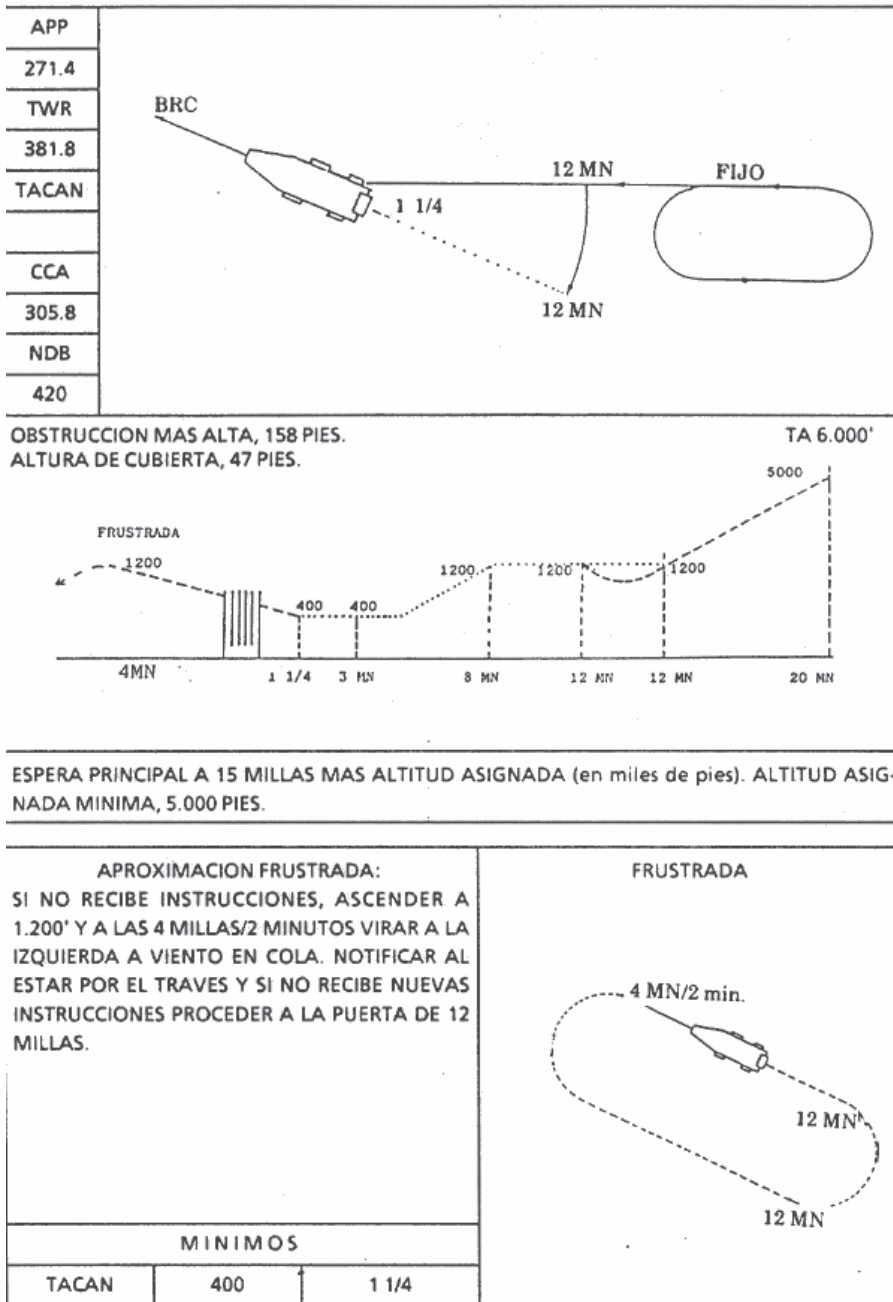 APP
271.4
TWR
381.8
TACAN
CCA
305.8
NDB
420
BRC
12 MN
FIJO
1 1/4
12 MN
OBSTRUCCION MAS ALTA, 158 PIES.
TA 6.000'
ALTURA DE CUBIERTA, 47 PIES.
5000
FRUSTRADA
1200
1200
1200
1200
400
400
4MN
1 1/4
3 MN
8 MN
12 MN
12 MN
20 MN
ESPERA PRINCIPAL A 15 MILLAS MAS ALTITUD ASIGNADA (en miles de pies). ALTITUD ASIG-
NADA MINIMA, 5.000 PIES.
APROXIMACION FRUSTRADA:
SI NO RECIBE INSTRUCCIONES, ASCENDER A
1.200' Y A LAS 4 MILLAS/2 MINUTOS VIRAR A LA
IZQUIERDA A VIENTO EN COLA. NOTIFICAR AL
ESTAR POR EL TRAVES Y SI NO RECIBE NUEVAS
INSTRUCCIONES PROCEDER A LA PUERTA DE 12
MILLAS.
FRUSTRADA
4 MN/2 min.
12 MN
12 MN
MINIMOS
TACAN 400 1 1/4